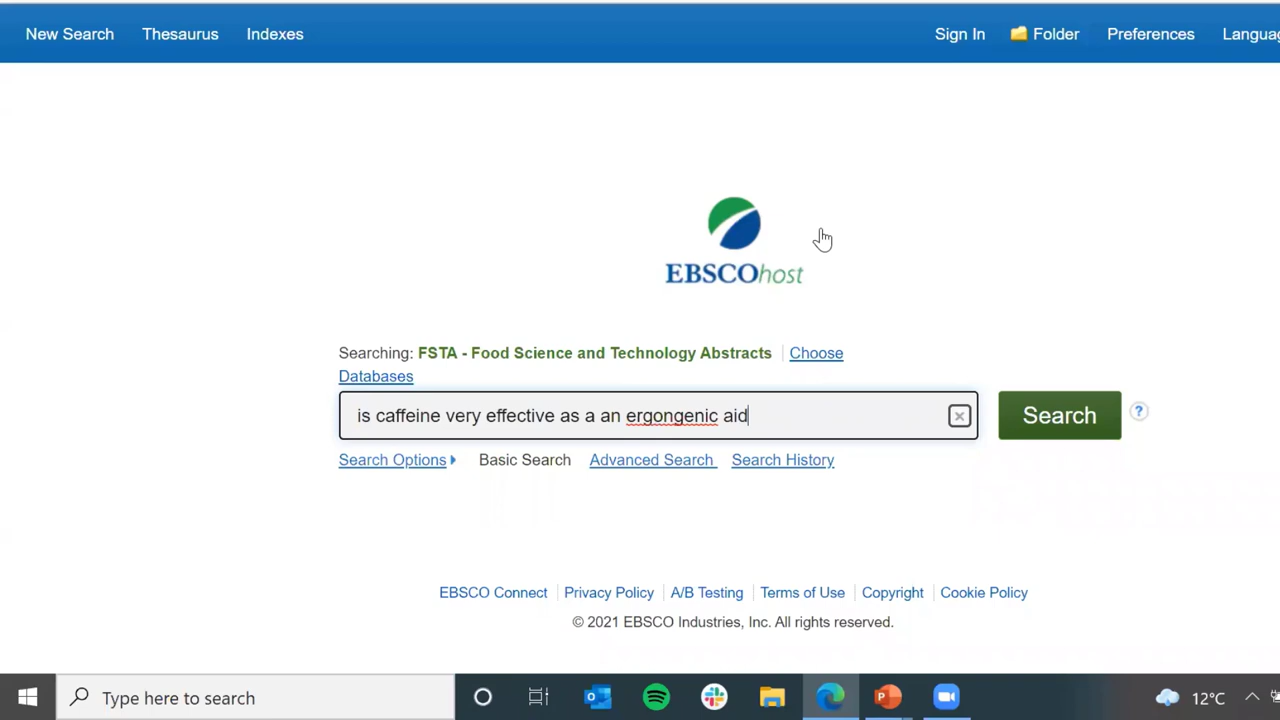 New Search Thesaurus Indexes Sign In Folder Preferences Languag
EBSCOhost
Searching: FSTA - Food Science and Technology Abstracts Choose
Databases
is caffeine very effective as a an ergongenic aid Search ?
Search Options Basic Search Advanced Search Search History
EBSCO Connect Privacy Policy A/B Testing Terms of Use Copyright Cookie Policy
© 2021 EBSCO Industries, Inc. All rights reserved.
Type here to search 12°C